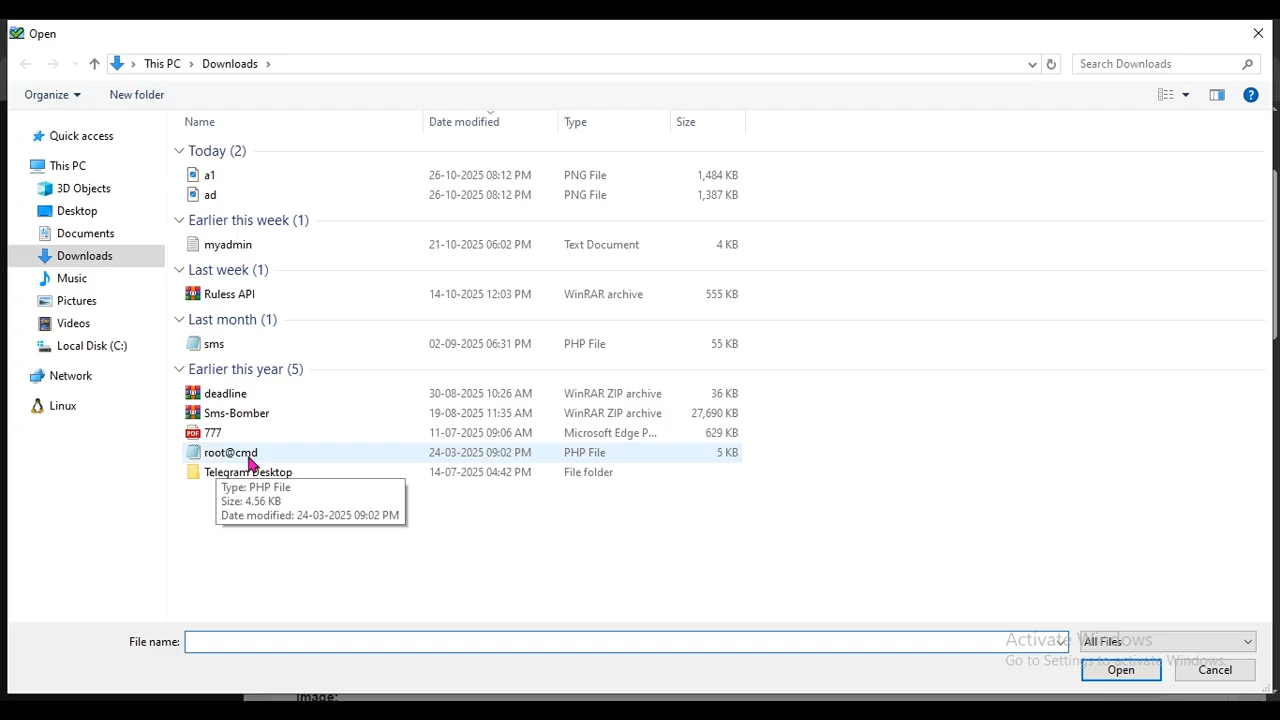 Open
This PC > Downloads >
Search Downloads
Organize
New folder
Name Date modified Type Size
Quick access
This PC
3D Objects
Desktop
Documents
Downloads
Music
Pictures
Videos
Local Disk (C:)
Network
Linux
Today (2)
a1 26-10-2025 08:12 PM PNG File 1,484 KB
ad 26-10-2025 08:12 PM PNG File 1,387 KB
Earlier this week (1)
myadmin 21-10-2025 06:02 PM Text Document 4 KB
Last week (1)
Ruless API 14-10-2025 12:03 PM WinRAR archive 555 KB
Last month (1)
sms 02-09-2025 06:31 PM PHP File 55 KB
Earlier this year (5)
deadline 30-08-2025 10:26 AM WinRAR ZIP archive 36 KB
Sms-Bomber 19-08-2025 11:35 AM WinRAR ZIP archive 27,690 KB
777 11-07-2025 09:06 AM Microsoft Edge P... 629 KB
root@cmd 24-03-2025 09:02 PM PHP File 5 KB
Telegram Desktop 14-07-2025 04:42 PM File folder
Type: PHP File
Size: 4.56 KB
Date modified: 24-03-2025 09:02 PM
File name:
All Files
Activate Windows
Go to Settings to activate Windows.
Open
Cancel
Image: